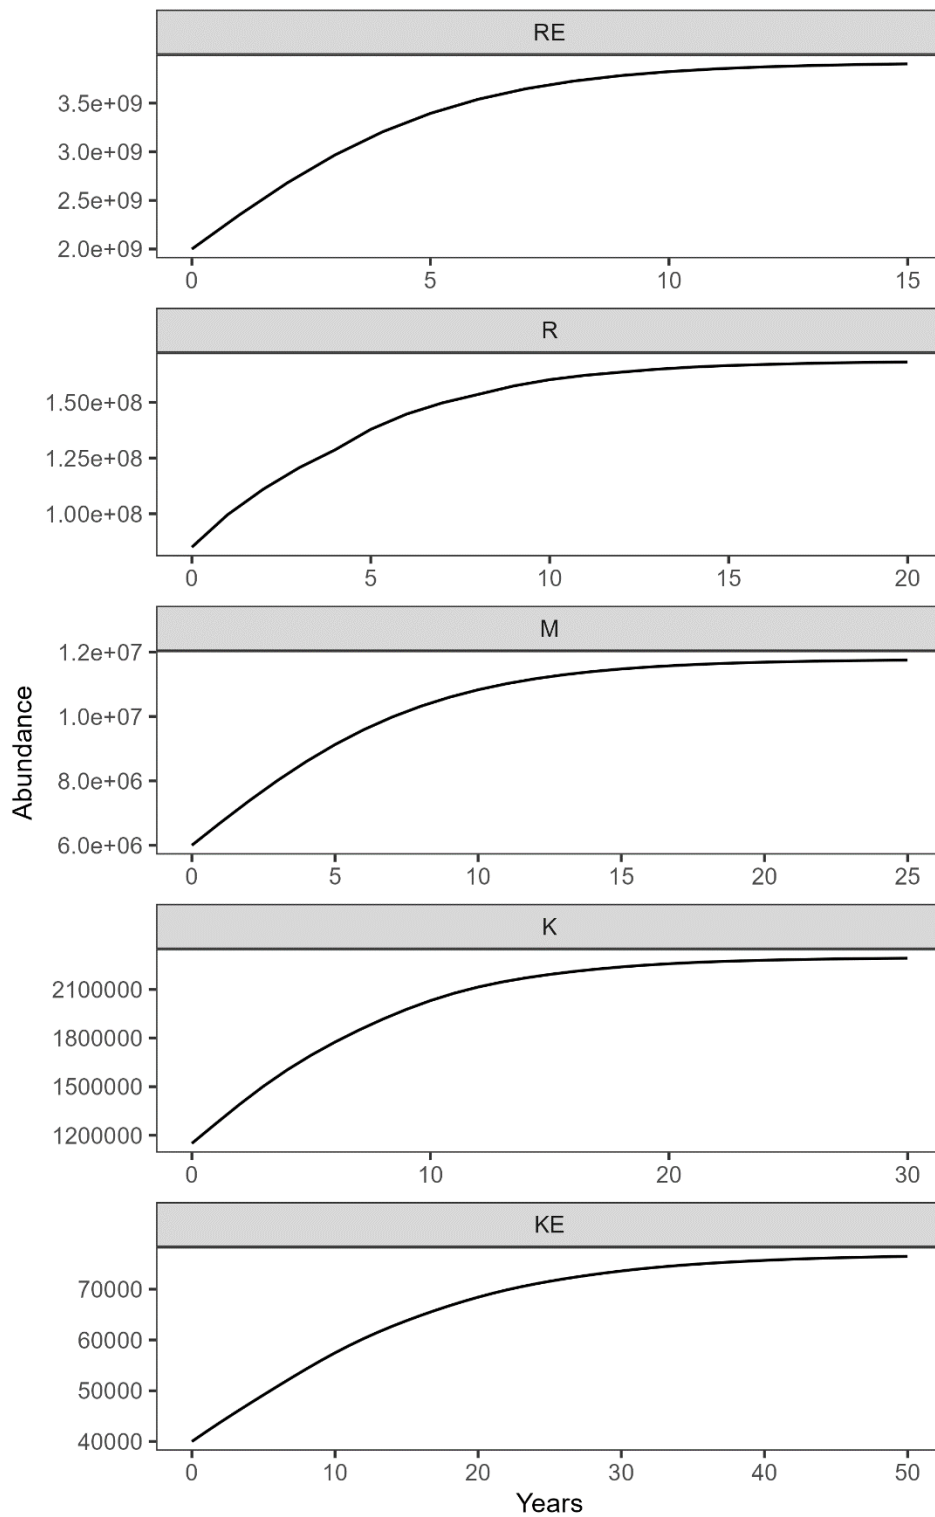 RE
3.5e+09
3.0e+09
2.5e+09
2.0e+09
0 5 10 15
R
1.50e+08
1.25e+08
1.00e+08
0 5 10 15 20
M
1.2e+07
1.0e+07
8.0e+06
6.0e+06
0 5 10 15 20 25
Abundance
K
2100000
1800000
1500000
1200000
0 10 20 30
KE
70000
60000
50000
40000
0 10 20 30 40 50
Years